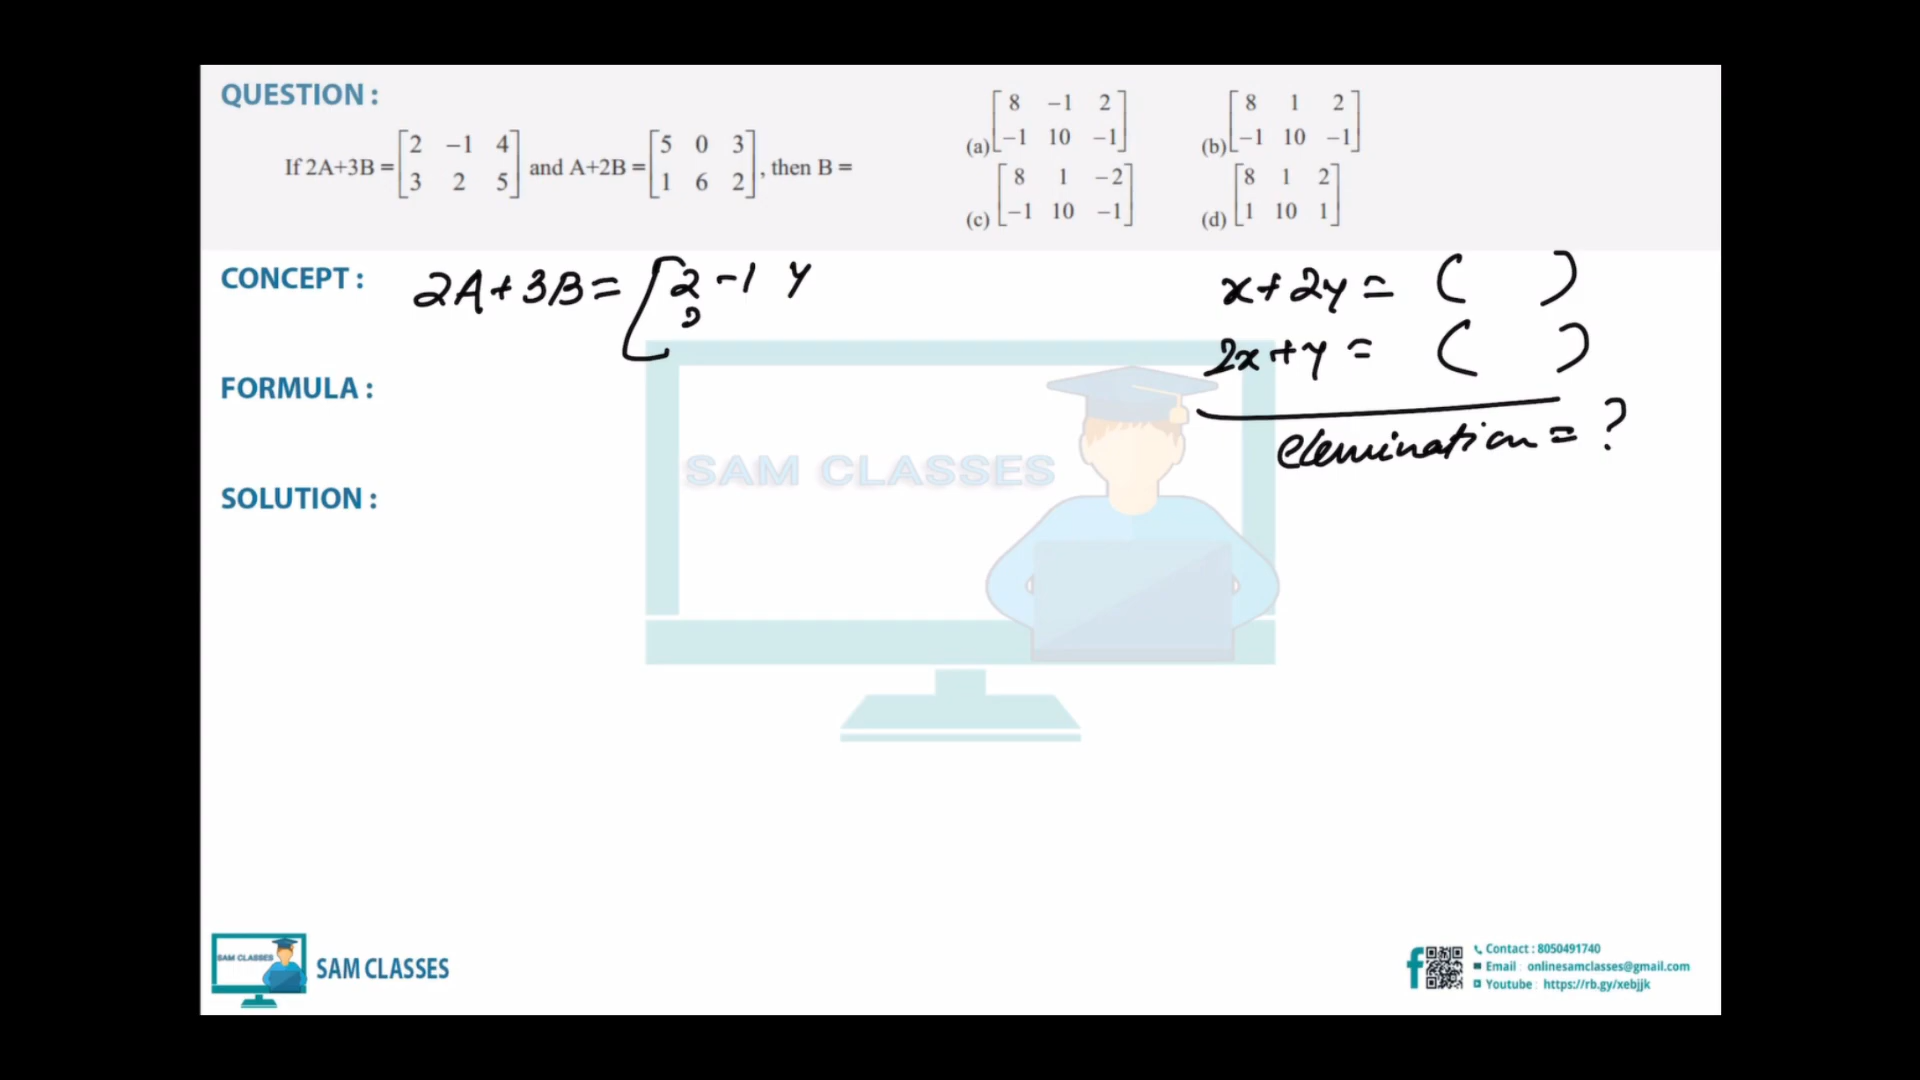 QUESTION :
If 2A+3B = [2 −1 4
3 2 5] and A+2B = [5 0 3
1 6 2], then B =
(a) [8 −1 2
−1 10 −1]
(b) [8 1 2
−1 10 −1]
(c) [8 1 −2
−1 10 −1]
(d) [8 1 2
1 10 1]
CONCEPT :
2A+3B= [2 -1 4
x+2y = ( )
2x+y = ( )
elemination = ?
FORMULA :
SOLUTION :
SAM CLASSES
SAM CLASSES
SAM CLASSES
Contact : 8050491740
Email : onlinesamclasses@gmail.com
Youtube : https://rb.gy/xebjjk